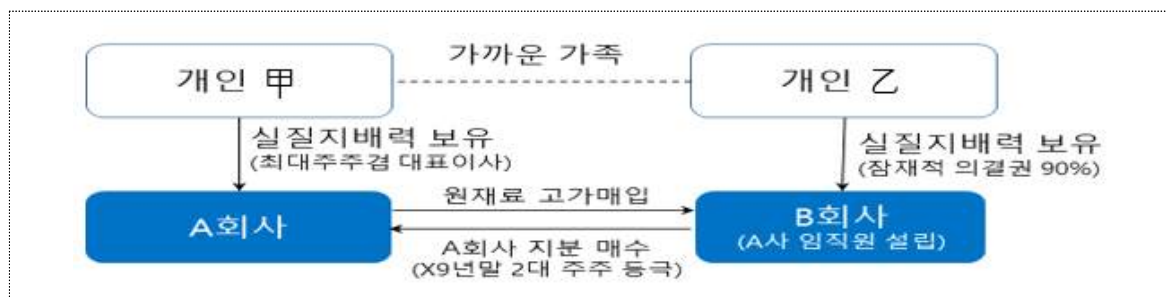 가까운 가족
개인 甲
개인 乙
실질지배력 보유
(최대주주겸 대표이사)
실질지배력 보유
(잠재적 의결권 90%)
원재료 고가매입
A회사
B회사
(A사 임직원 설립)
A회사 지분 매수
(X9년말 2대 주주 등극)